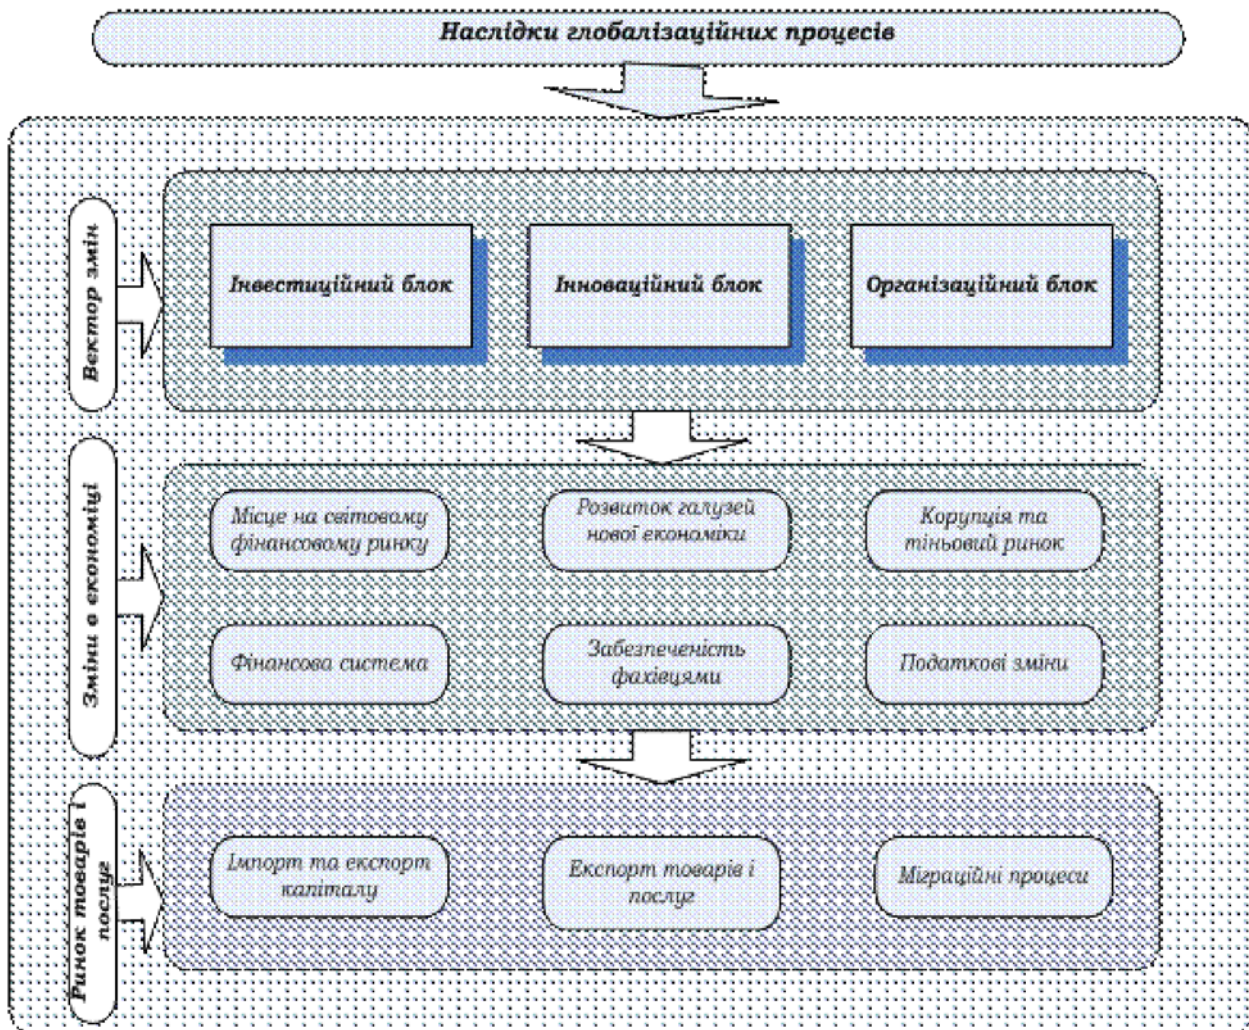 Наслідки глобалізаційних процесів
Вектор змін
Інвестиційний блок
Інноваційний блок
Організаційний блок
Зміни в економіці
Місце на світовому
фінансовому ринку
Розвиток галузей
нової економіки
Корупція та
тіньовий ринок
Фінансова система
Забезпеченість
фахівцями
Податкові зміни
Ринок товарів і
послуг
Імпорт та експорт
капіталу
Експорт товарів і
послуг
Міграційні процеси